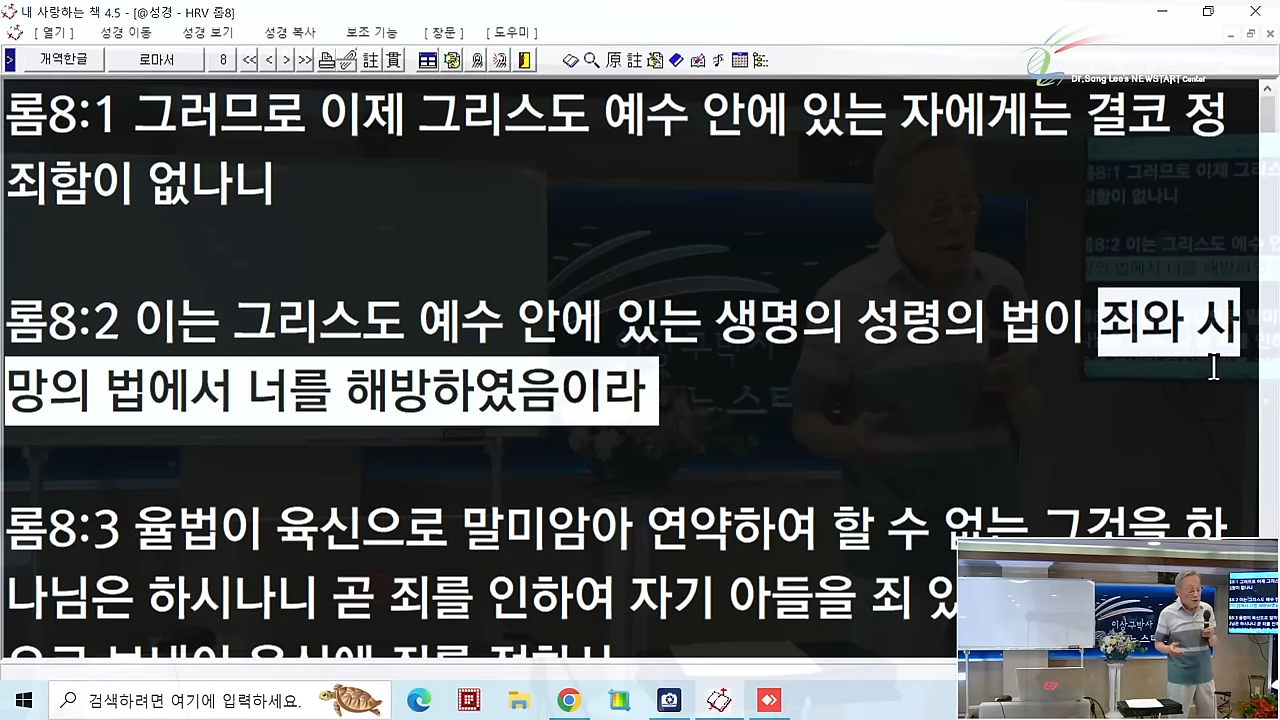 내 사랑하는 책 4.5 - [@성경 - HRV 롬8]
[ 열기 ] 성경 이동 성경 보기 성경 복사 보조 기능 [ 창문 ] [ 도우미 ]
> 개역한글 로마서 8 << < > >> 註 貫 原 註
Dr.Sang Lee's NEWSTART Center
롬8:1 그러므로 이제 그리스도 예수 안에 있는 자에게는 결코 정
죄함이 없나니
롬8:2 이는 그리스도 예수 안에 있는 생명의 성령의 법이 죄와 사
망의 법에서 너를 해방하였음이라
롬8:3 율법이 육신으로 말미암아 연약하여 할 수 없는 그것을 하
나님은 하시나니 곧 죄를 인하여 자기 아들을 죄
이상구박사
검색하려면 여기에 입력하세요.